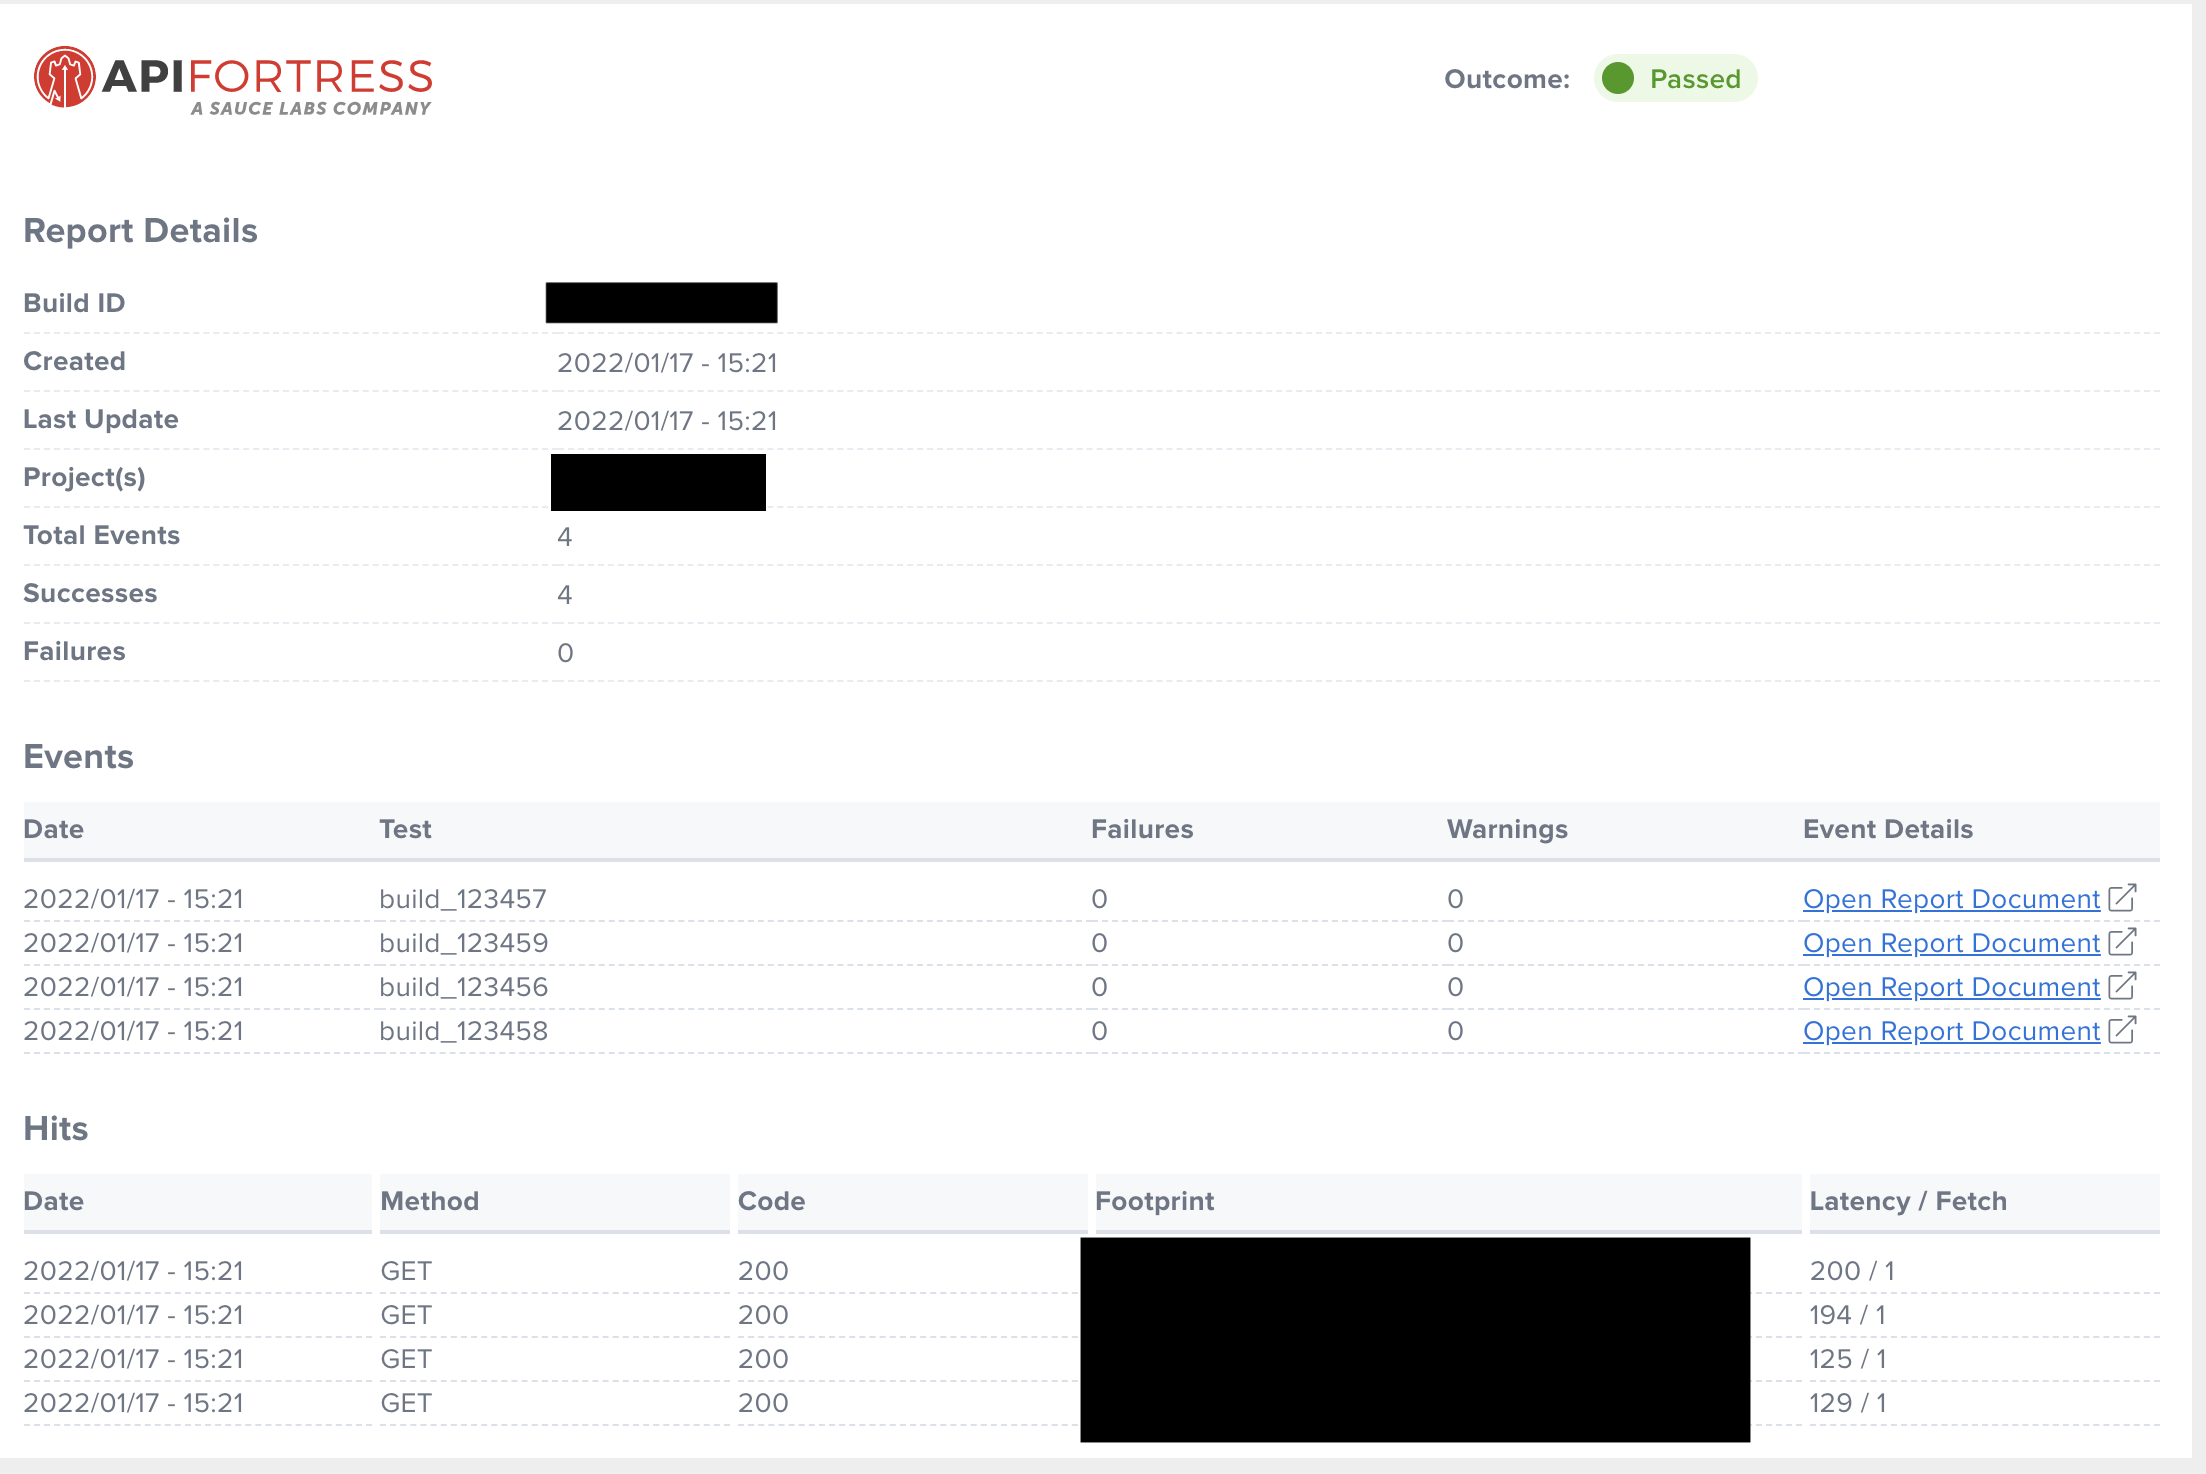 APIFORTRESS
A SAUCE LABS COMPANY
Outcome: Passed
Report Details
Build ID
Created 2022/01/17 - 15:21
Last Update 2022/01/17 - 15:21
Project(s)
Total Events 4
Successes 4
Failures 0
Events
Date Test Failures Warnings Event Details
2022/01/17 - 15:21 build_123457 0 0 Open Report Document
2022/01/17 - 15:21 build_123459 0 0 Open Report Document
2022/01/17 - 15:21 build_123456 0 0 Open Report Document
2022/01/17 - 15:21 build_123458 0 0 Open Report Document
Hits
Date Method Code Footprint Latency / Fetch
2022/01/17 - 15:21 GET 200 200 / 1
2022/01/17 - 15:21 GET 200 194 / 1
2022/01/17 - 15:21 GET 200 125 / 1
2022/01/17 - 15:21 GET 200 129 / 1